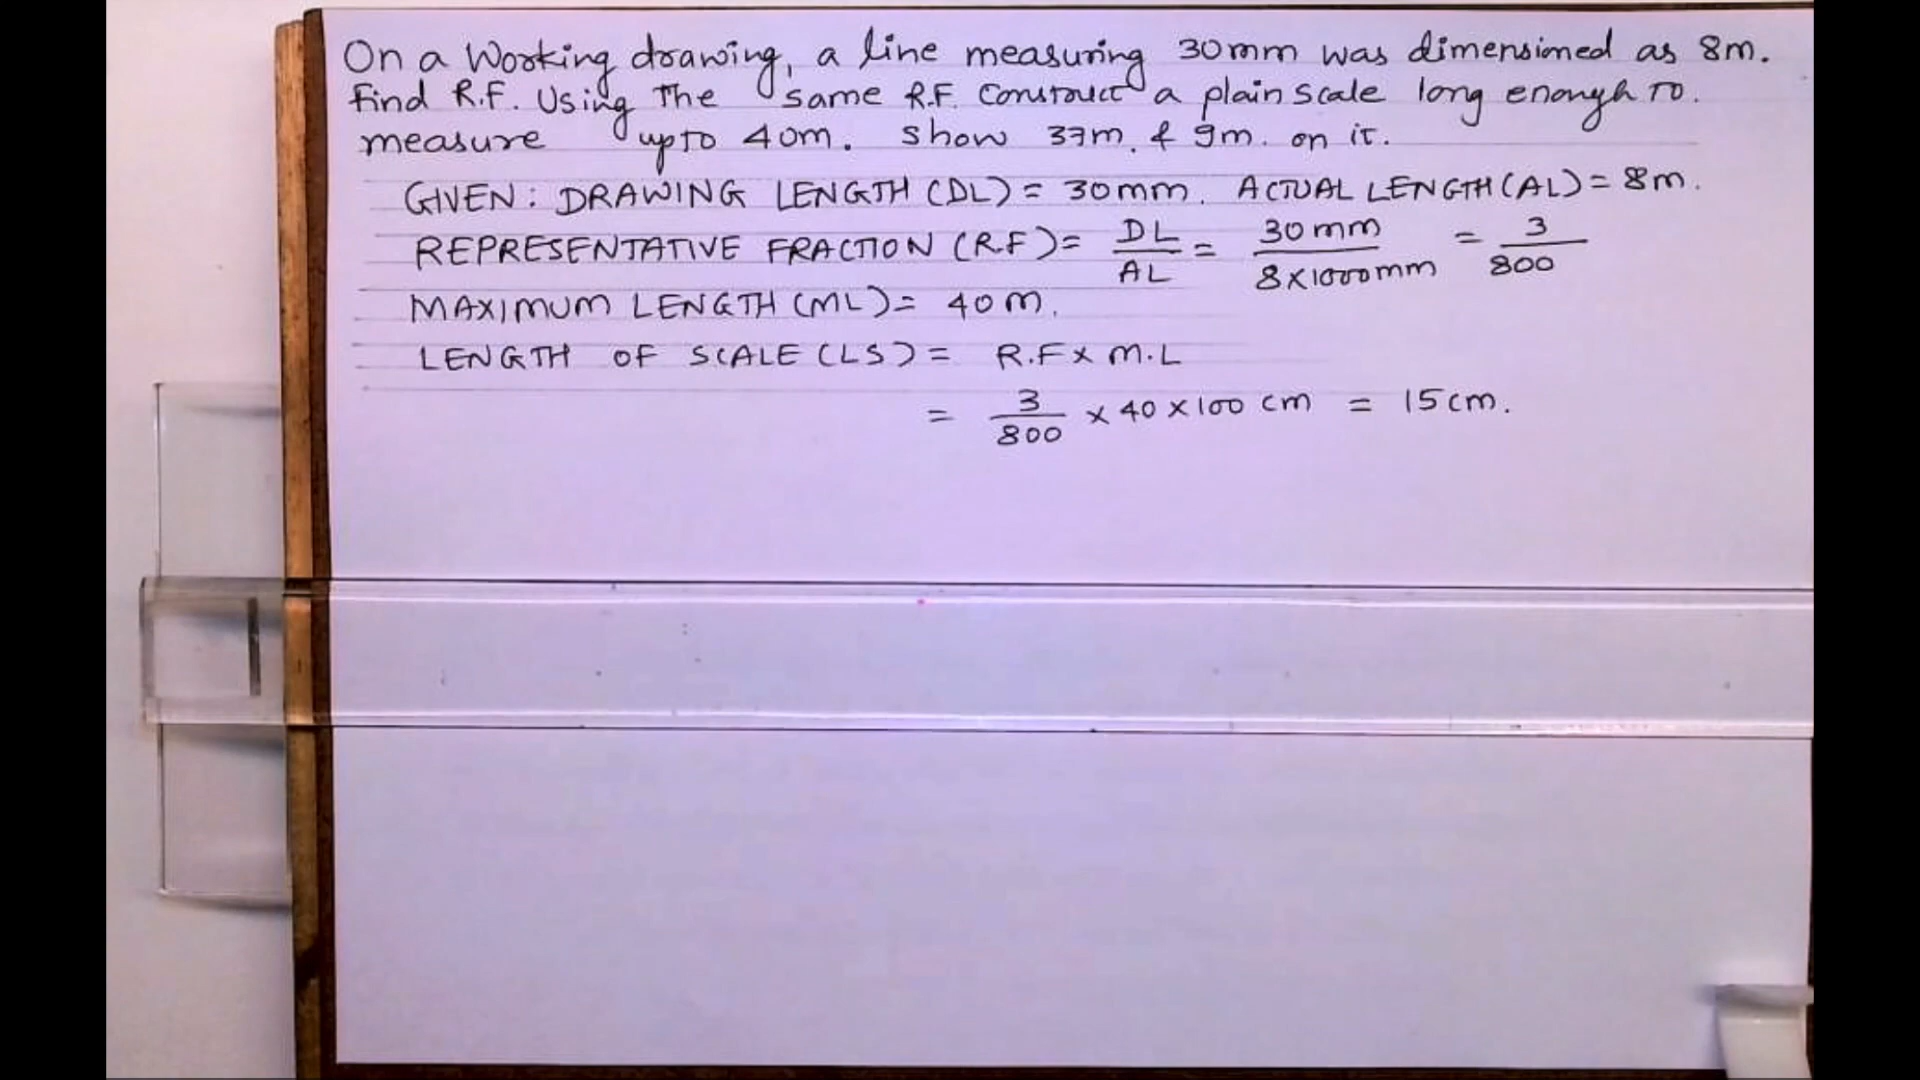 On a Working drawing, a line measuring 30mm was dimensioned as 8m.
Find R.F. Using The same R.F. Construct a plain scale long enough to.
measure upto 40m. show 37m. & 9m. on it.
GIVEN: DRAWING LENGTH (DL) = 30mm. ACTUAL LENGTH (AL) = 8m.
REPRESENTATIVE FRACTION (R.F) = DL/AL = 30mm/8×1000mm = 3/800
MAXIMUM LENGTH (ML) = 40m.
LENGTH OF SCALE (LS) = R.F × M.L
= 3/800 × 40 × 100 cm = 15cm.